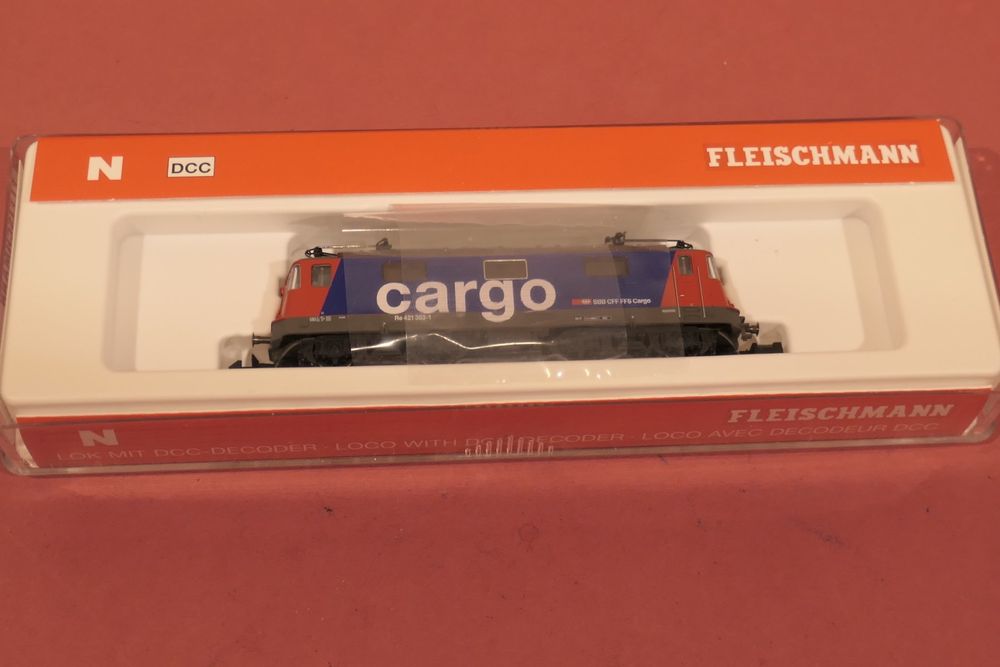 N DCC FLEISCHMANN
cargo
SBB CFF FFS Cargo
Re 421 383-1
N FLEISCHMANN
LOK MIT DCC-DECODER · LOCO WITH DCC-DECODER · LOCO AVEC DECODEUR DCC